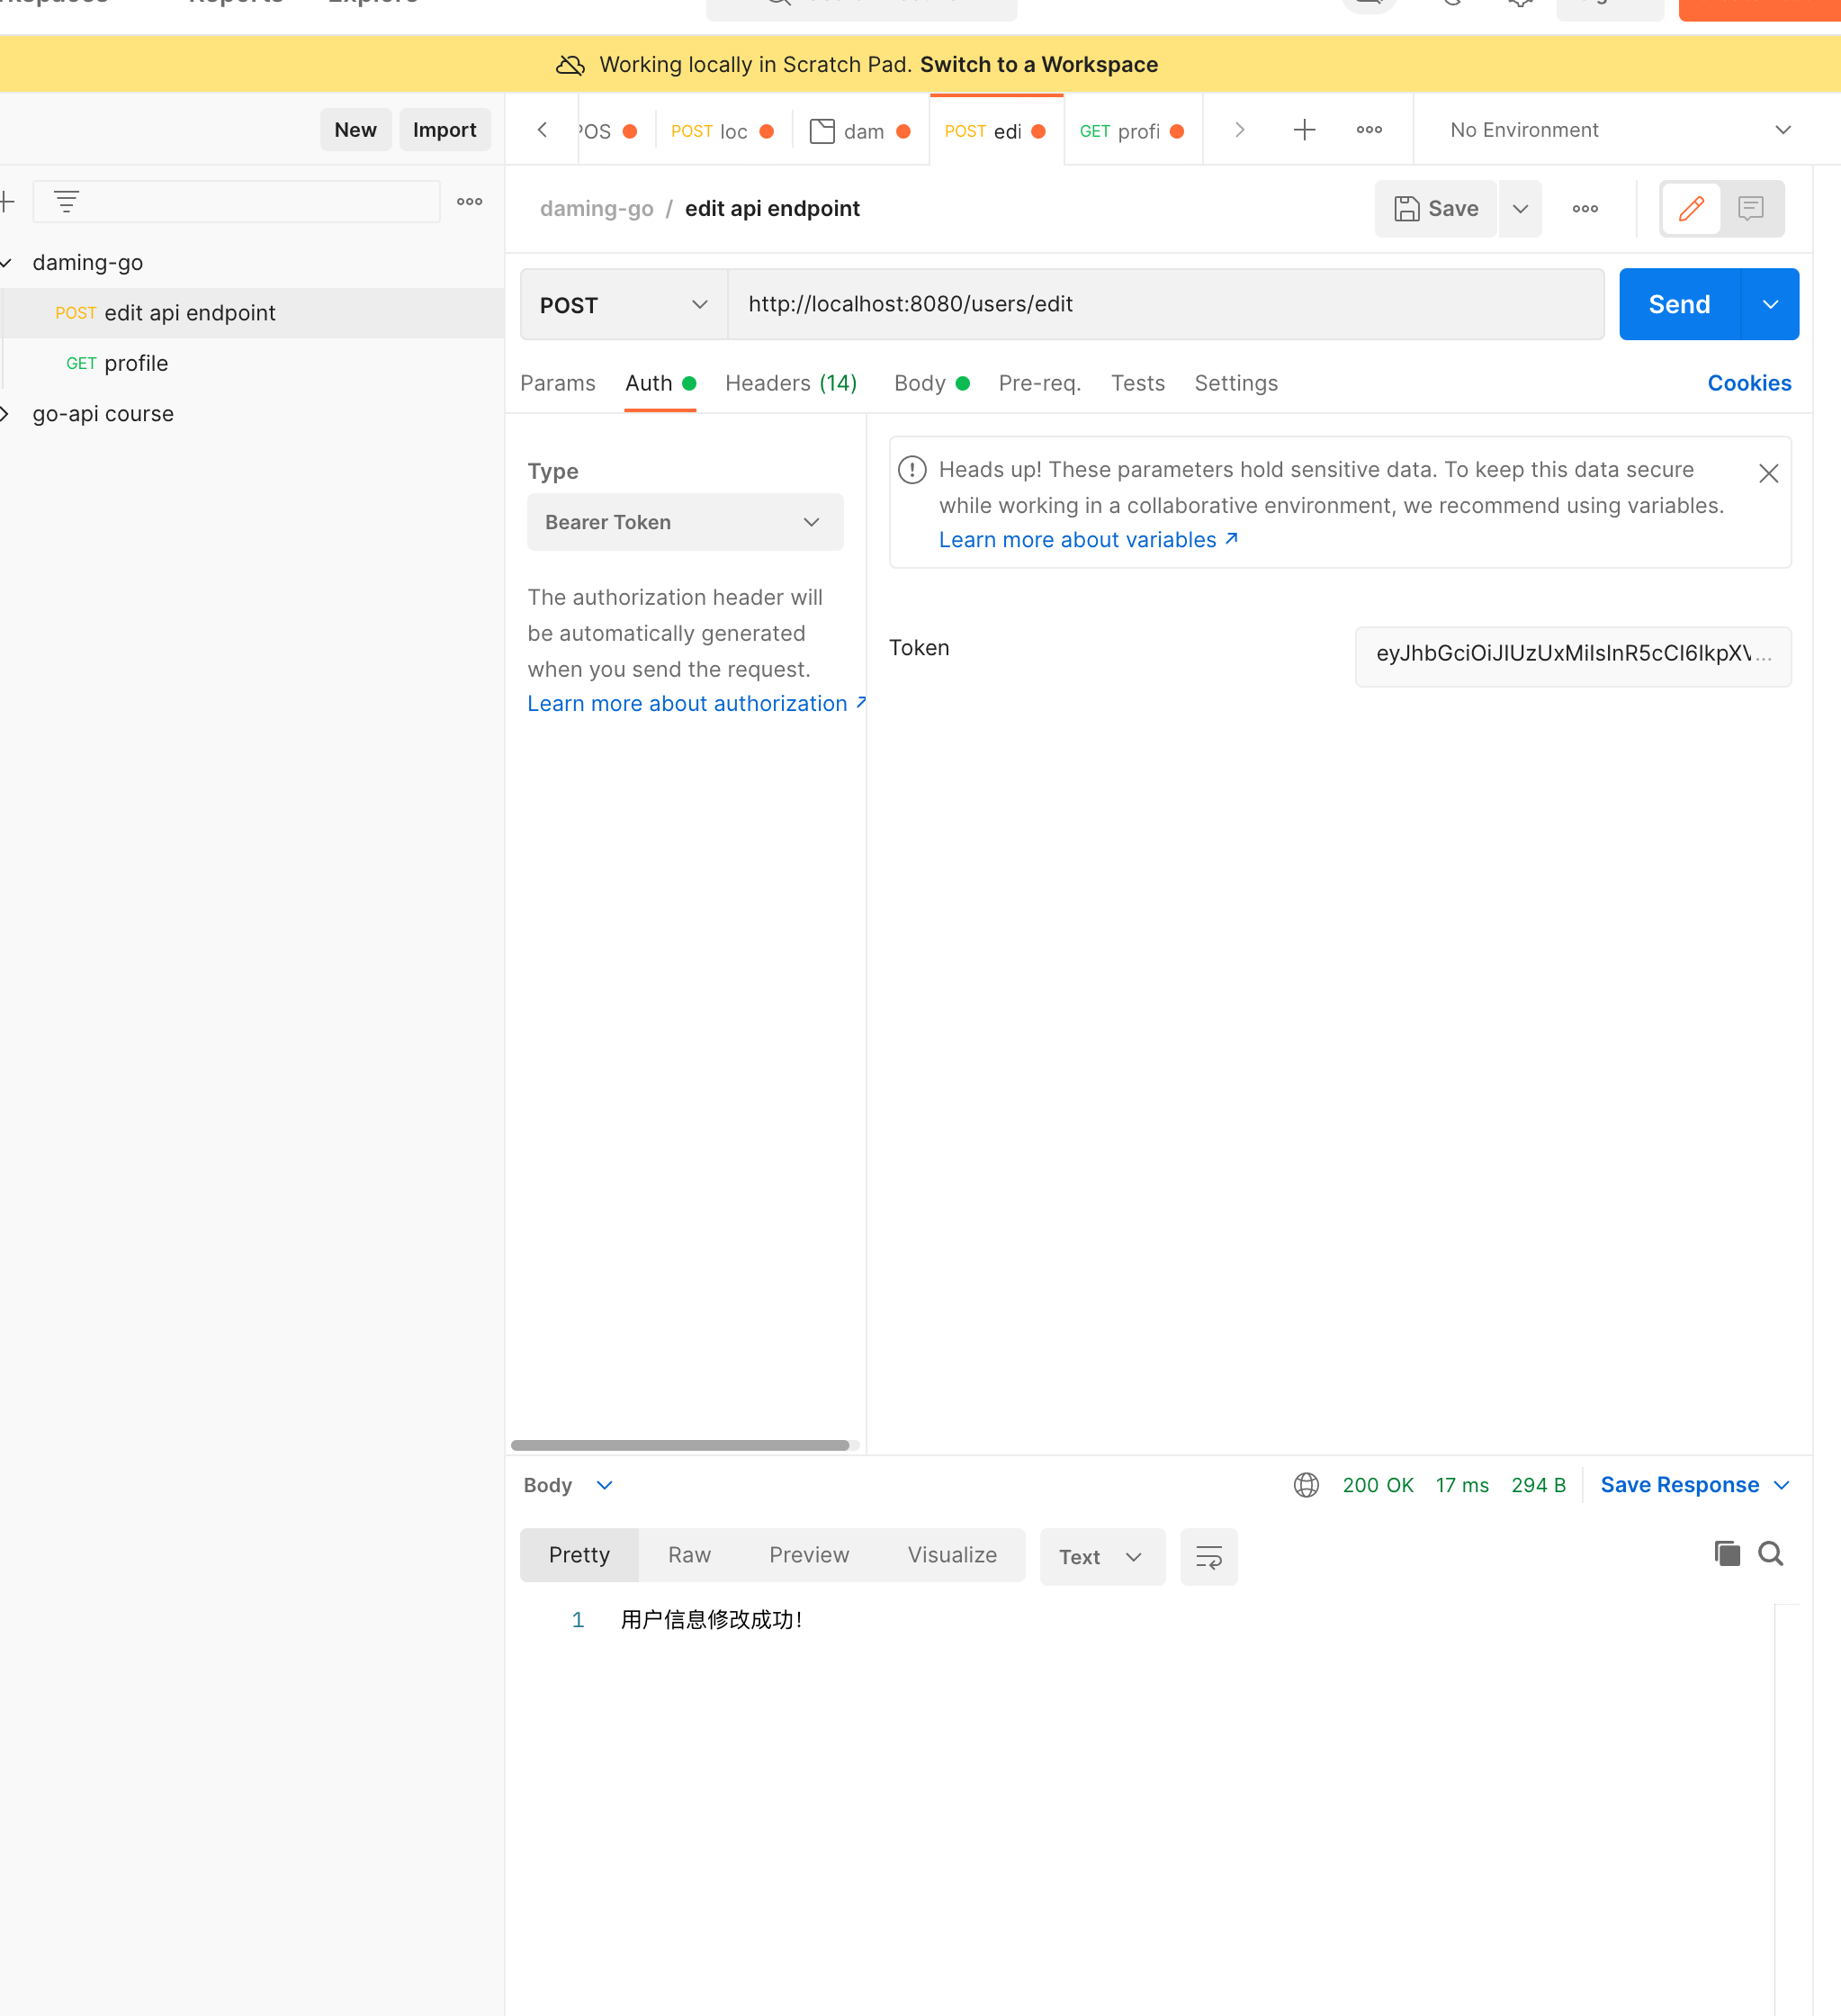 Reports
Explore
Working locally in Scratch Pad. Switch to a Workspace
New Import
POST loc dam POST edi GET profi No Environment
daming-go / edit api endpoint Save
daming-go
POST edit api endpoint
GET profile
go-api course
POST http://localhost:8080/users/edit Send
Params Auth Headers (14) Body Pre-req. Tests Settings Cookies
Type
Bearer Token
The authorization header will
be automatically generated
when you send the request.
Learn more about authorization
Heads up! These parameters hold sensitive data. To keep this data secure
while working in a collaborative environment, we recommend using variables.
Learn more about variables
Token eyJhbGciOiJIUzUxMiIsInR5cCI6IkpXV...
Body 200 OK 17 ms 294 B Save Response
Pretty Raw Preview Visualize Text
1 用户信息修改成功!